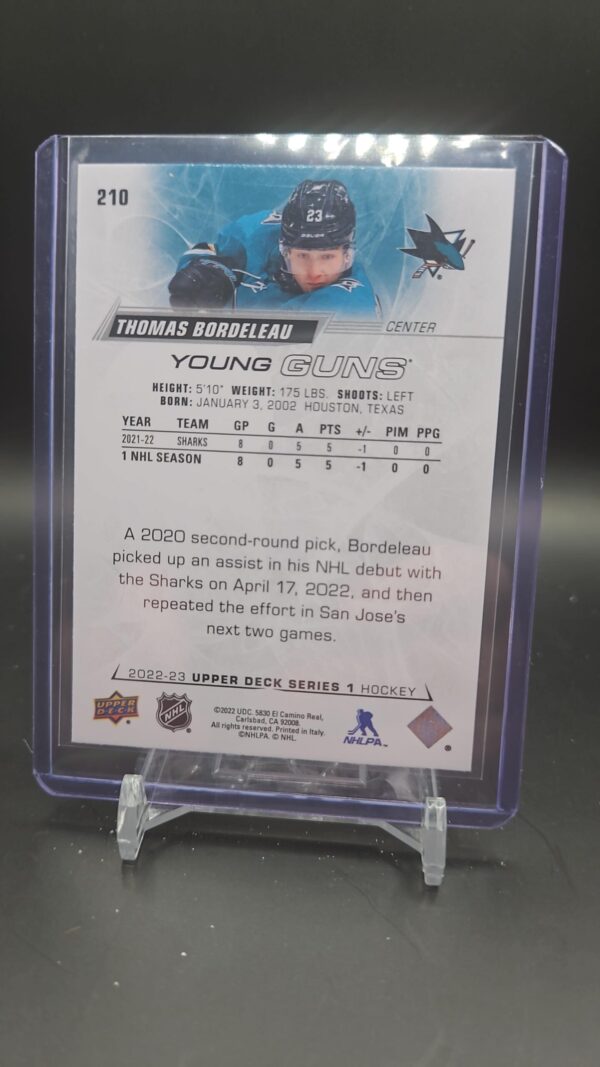 210
23
THOMAS BORDELEAU
CENTER
YOUNG GUNS
HEIGHT: 5'10" WEIGHT: 175 LBS. SHOOTS: LEFT
BORN: JANUARY 3, 2002 HOUSTON, TEXAS
YEAR TEAM GP G A PTS +/- PIM PPG
2021-22 SHARKS 8 0 5 5 -1 0 0
1 NHL SEASON 8 0 5 5 -1 0 0
A 2020 second-round pick, Bordeleau
picked up an assist in his NHL debut with
the Sharks on April 17, 2022, and then
repeated the effort in San Jose's
next two games.
2022-23 UPPER DECK SERIES 1 HOCKEY
UPPER
DECK
NHL
©2022 UDC. 5830 El Camino Real,
Carlsbad, CA 92008.
All rights reserved. Printed in Italy.
©NHLPA. © NHL.
NHLPA™
®